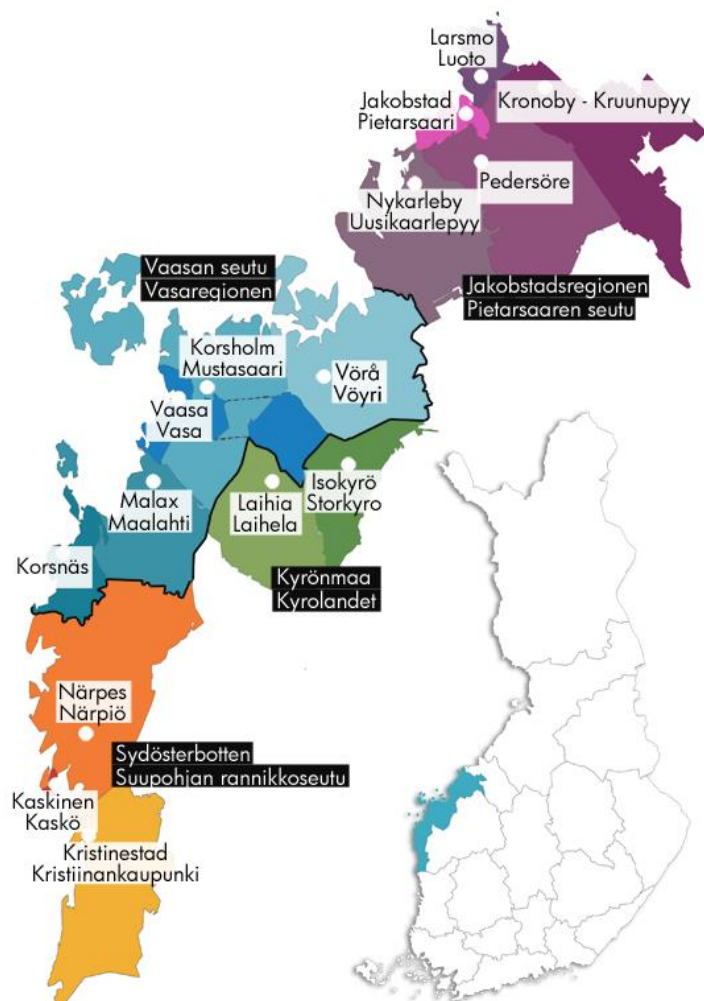 Larsmo
Luoto
Kronoby - Kruunupyy
Jakobstad
Pietarsaari
Pedersöre
Nykarleby
Uusikaarlepyy
Vaasan seutu
Vasaregionen
Jakobstadsregionen
Pietarsaaren seutu
Korsholm
Mustasaari
Vörå
Vöyri
Vaasa
Vasa
Malax
Maalahti
Laihia
Laihela
Isokyrö
Storkyro
Korsnäs
Kyrönmaa
Kyrolandet
Närpes
Närpiö
Sydösterbotten
Suupohjan rannikkoseutu
Kaskinen
Kaskö
Kristinestad
Kristiinankaupunki